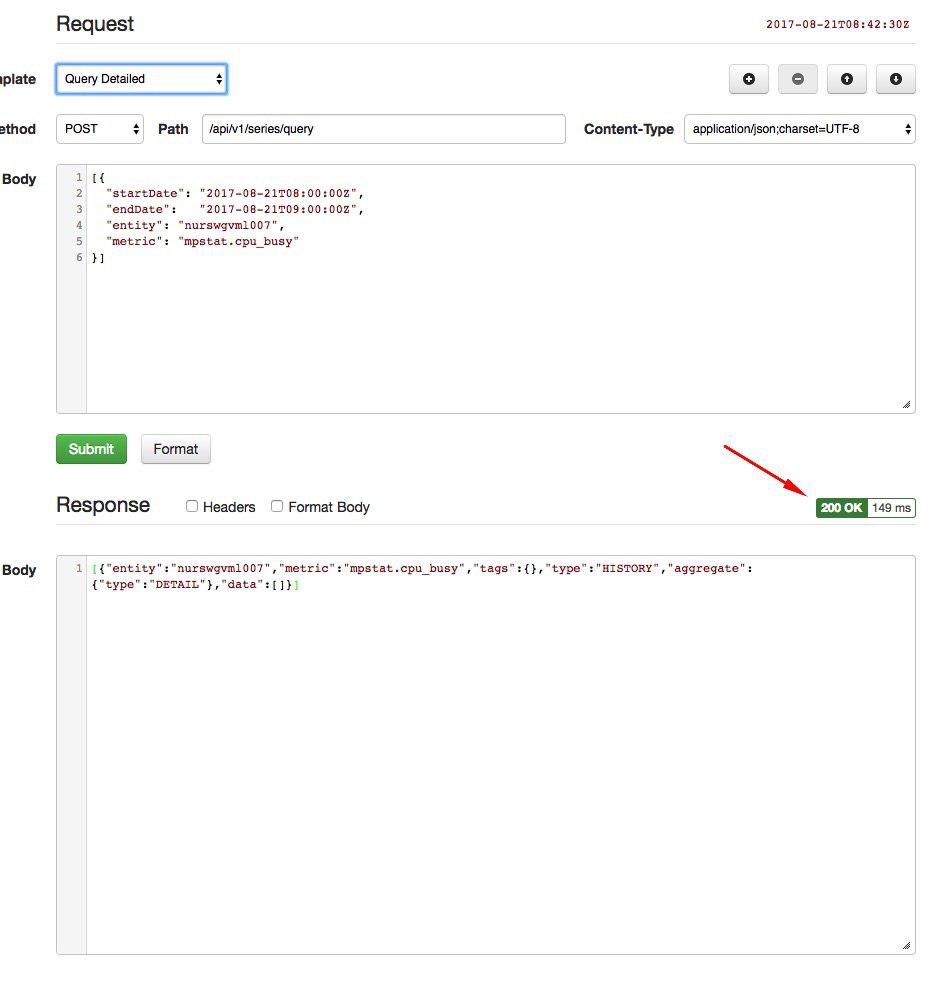 Request 2017-08-21T08:42:30Z
mplate Query Detailed
ethod POST Path /api/v1/series/query Content-Type application/json;charset=UTF-8
Body
1 [{
2 "startDate": "2017-08-21T08:00:00Z",
3 "endDate":   "2017-08-21T09:00:00Z",
4 "entity": "nurswgvml007",
5 "metric": "mpstat.cpu_busy"
6 }]
Submit Format
Response Headers Format Body 200 OK 149 ms
Body
1 [{"entity":"nurswgvml007","metric":"mpstat.cpu_busy","tags":{},"type":"HISTORY","aggregate":
{"type":"DETAIL"},"data":[]}]